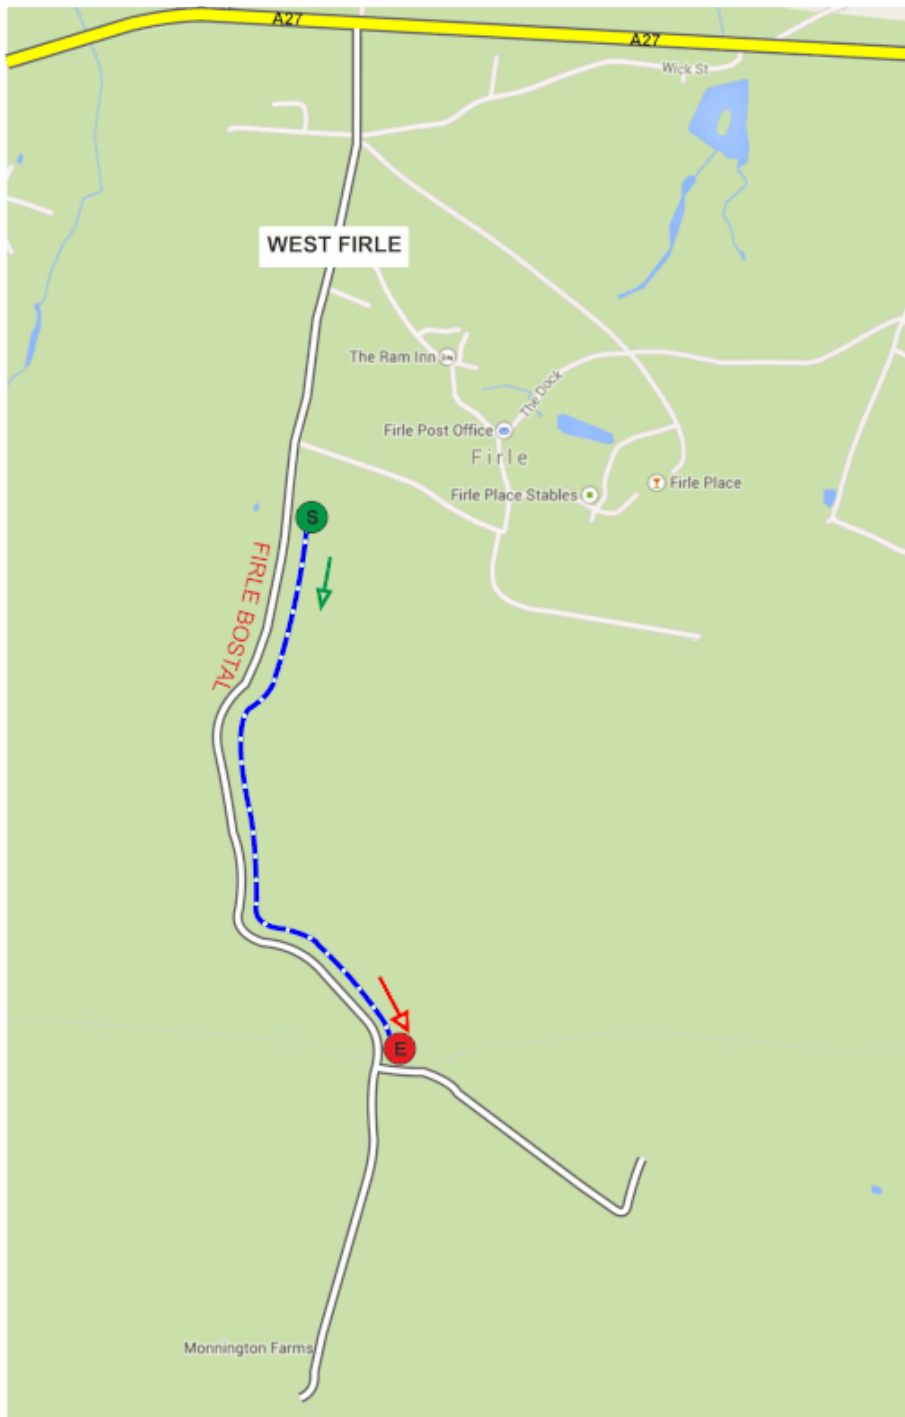 A27
A27
Wick St
WEST FIRLE
The Ram Inn
The Dock
Firle Post Office
Firle
Firle Place
Firle Place Stables
S
FIRLE BOSTAL
E
Monnington Farms